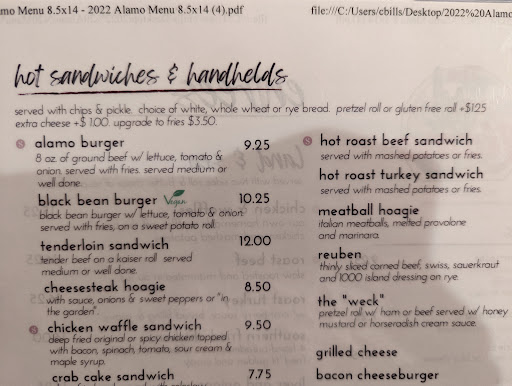 mo Menu 8.5x14 - 2022 Alamo Menu 8.5x14 (4).pdf
file:///C:/Users/cbills/Desktop/2022%20Alamo
hot sandwiches & handhelds
served with chips & pickle. choice of white, whole wheat or rye bread. pretzel roll or gluten free roll +$1.25
extra cheese +$ 1.00. upgrade to fries $3.50.
alamo burger 9.25
8 oz. of ground beef w/ lettuce, tomato &
onion. served with fries. served medium or
well done.
black bean burger Vegan 10.25
black bean burger w/ lettuce, tomato & onion
served with fries, on a sweet potato roll
tenderloin sandwich 12.00
tender beef on a kaiser roll served
medium or well done.
cheesesteak hoagie 8.50
with sauce, onions & sweet peppers or "in
the garden".
chicken waffle sandwich 9.50
deep fried original or spicy chicken topped
with bacon, spinach, tomato, sour cream &
maple syrup.
crab cake sandwich 7.75
hot roast beef sandwich
served with mashed potatoes or fries.
hot roast turkey sandwich
served with mashed potatoes or fries.
meatball hoagie
italian meatballs, melted provolone
and marinara.
reuben
thinly sliced corned beef, swiss, sauerkraut
and 1000 island dressing on rye.
the "weck"
pretzel roll w/ ham or beef served w/ honey
mustard or horseradish cream sauce.
grilled cheese
bacon cheeseburger